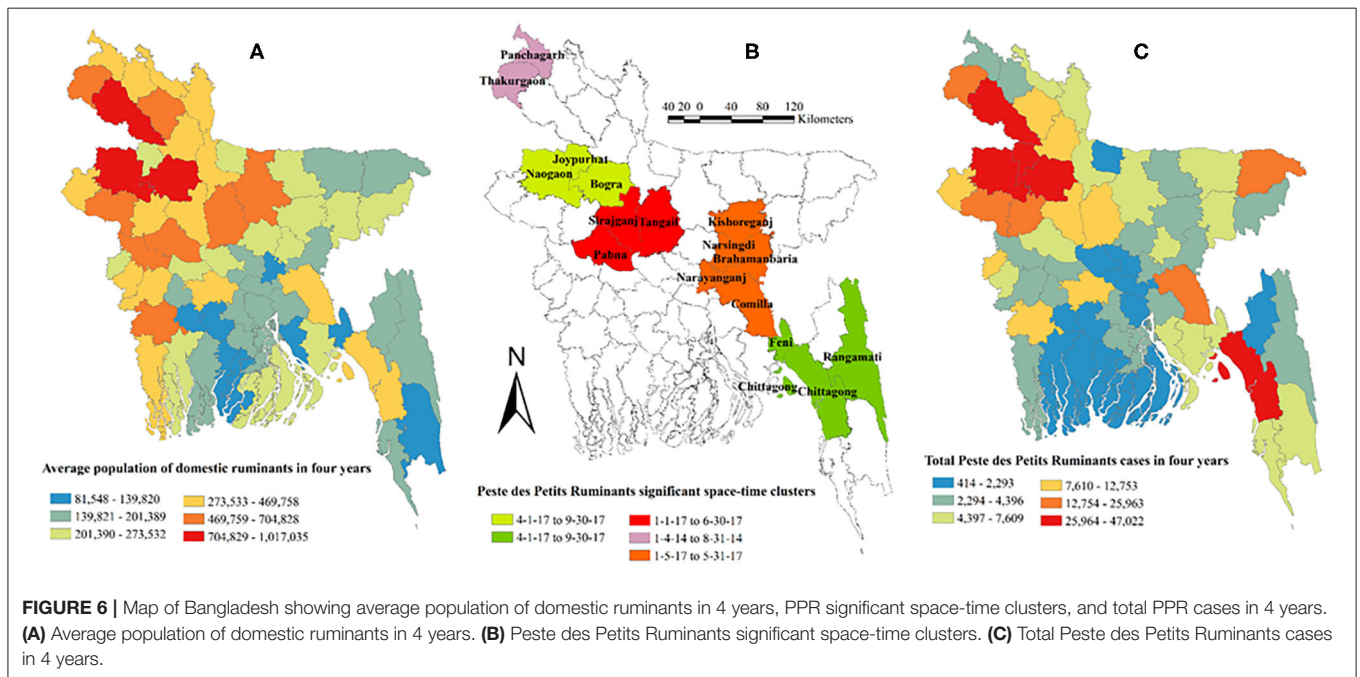 A
B
C
Panchagarh
Thakurgaon
40 20 0 40 80 120
Kilometers
Joypurhat
Naogaon
Bogra
Sirajganj
Tangail
Pabna
Kishoreganj
Narsingdi
Brahamanbaria
Narayanganj
Comilla
Feni
Rangamati
Chittagong
Chittagong
N
Average population of domestic ruminants in four years
81,548 - 139,820
139,821 - 201,389
201,390 - 273,532
273,533 - 469,758
469,759 - 704,828
704,829 - 1,017,035
Peste des Petits Ruminants significant space-time clusters
4-1-17 to 9-30-17
4-1-17 to 9-30-17
1-1-17 to 6-30-17
1-4-14 to 8-31-14
1-5-17 to 5-31-17
Total Peste des Petits Ruminants cases in four years
414 - 2,293
2,294 - 4,396
4,397 - 7,609
7,610 - 12,753
12,754 - 25,963
25,964 - 47,022
FIGURE 6 | Map of Bangladesh showing average population of domestic ruminants in 4 years, PPR significant space-time clusters, and total PPR cases in 4 years.
(A) Average population of domestic ruminants in 4 years. (B) Peste des Petits Ruminants significant space-time clusters. (C) Total Peste des Petits Ruminants cases
in 4 years.